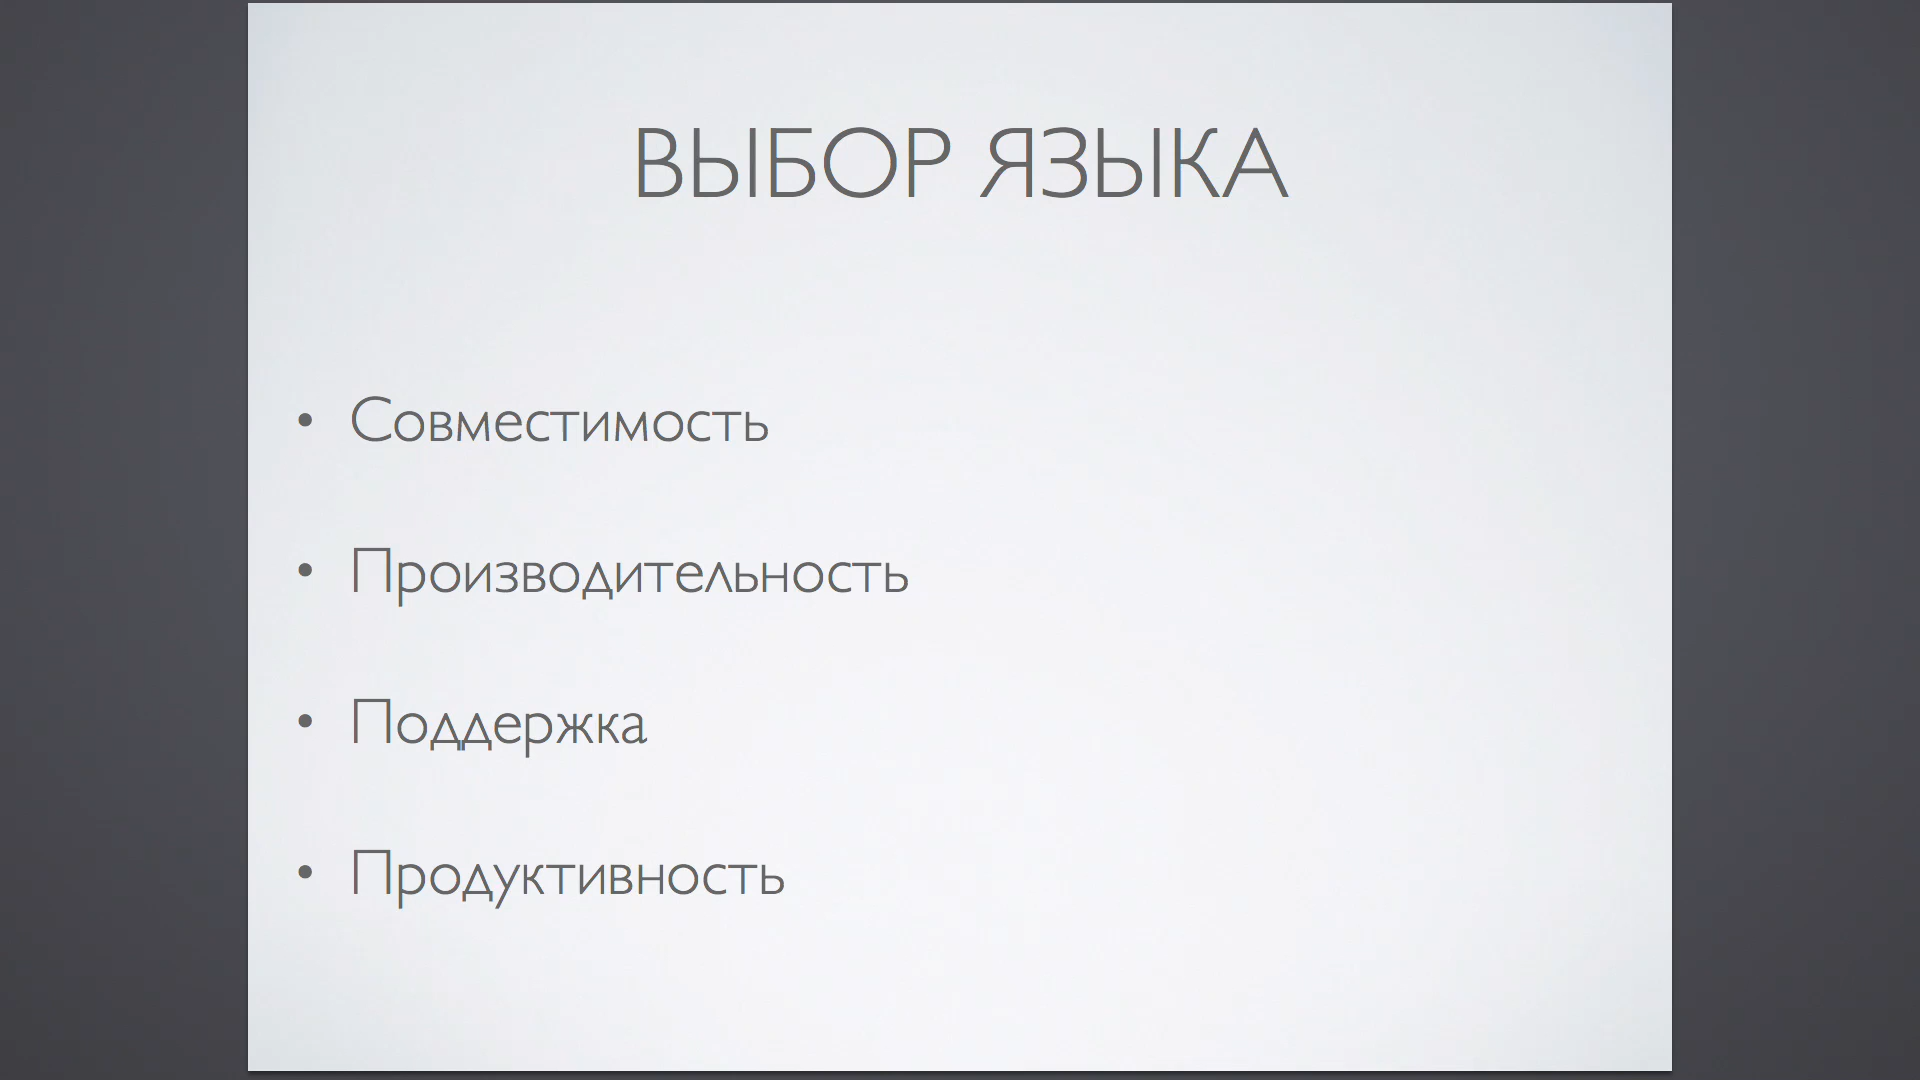 ВЫБОР ЯЗЫКА
• Совместимость
• Производительность
• Поддержка
• Продуктивность